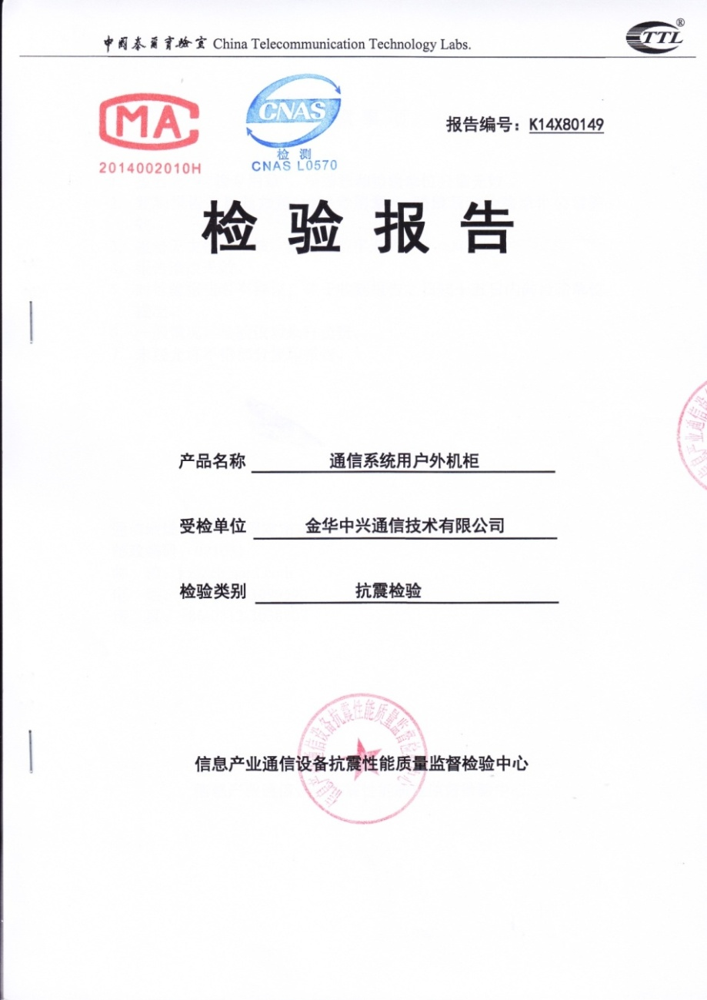 中国泰尔实验室 China Telecommunication Technology Labs.
TTL ®
MA
2014002010H
CNAS
检 测
CNAS L0570
报告编号：K14X80149
检 验 报 告
产品名称 通信系统用户外机柜
受检单位 金华中兴通信技术有限公司
检验类别 抗震检验
信息产业通信设备抗震性能质量监督检验中心